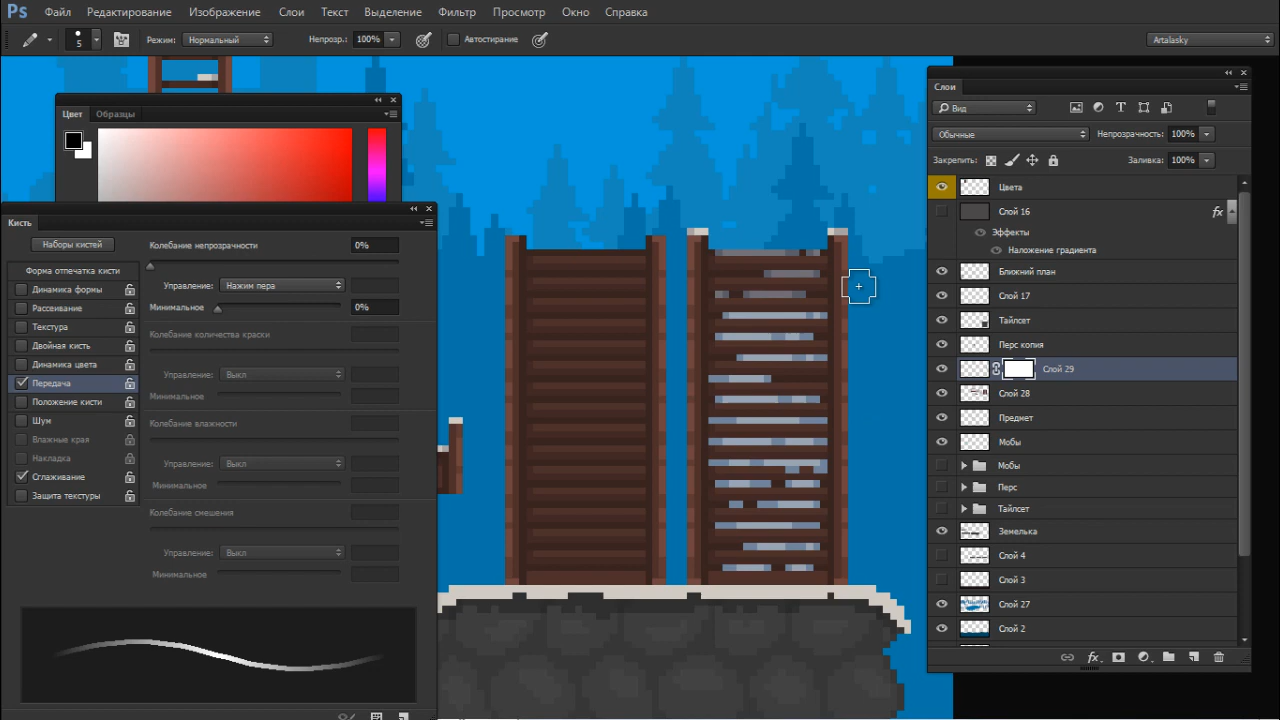 Ps Файл Редактирование Изображение Слои Текст Выделение Фильтр Просмотр Окно Справка
5 Режим: Нормальный Непрозр.: 100% Автостирание Artalasky
Цвет Образцы
Кисть
Наборы кистей
Форма отпечатка кисти
Динамика формы
Рассеивание
Текстура
Двойная кисть
Динамика цвета
Передача
Положение кисти
Шум
Влажные края
Накладка
Сглаживание
Защита текстуры
Колебание непрозрачности 0%
Управление: Нажим пера
Минимальное 0%
Колебание количества краски
Управление: Выкл
Минимальное
Колебание влажности
Управление: Выкл
Минимальное
Колебание смешения
Управление: Выкл
Минимальное
Слои
Вид
Обычные Непрозрачность: 100%
Закрепить: Заливка: 100%
Цвета
Слой 16 fx
Эффекты
Наложение градиента
Ближний план
Слой 17
Тайлсет
Перс копия
Слой 29
Слой 28
Предмет
Мобы
Мобы
Перс
Тайлсет
Земелька
Слой 4
Слой 3
Слой 27
Слой 2
fx